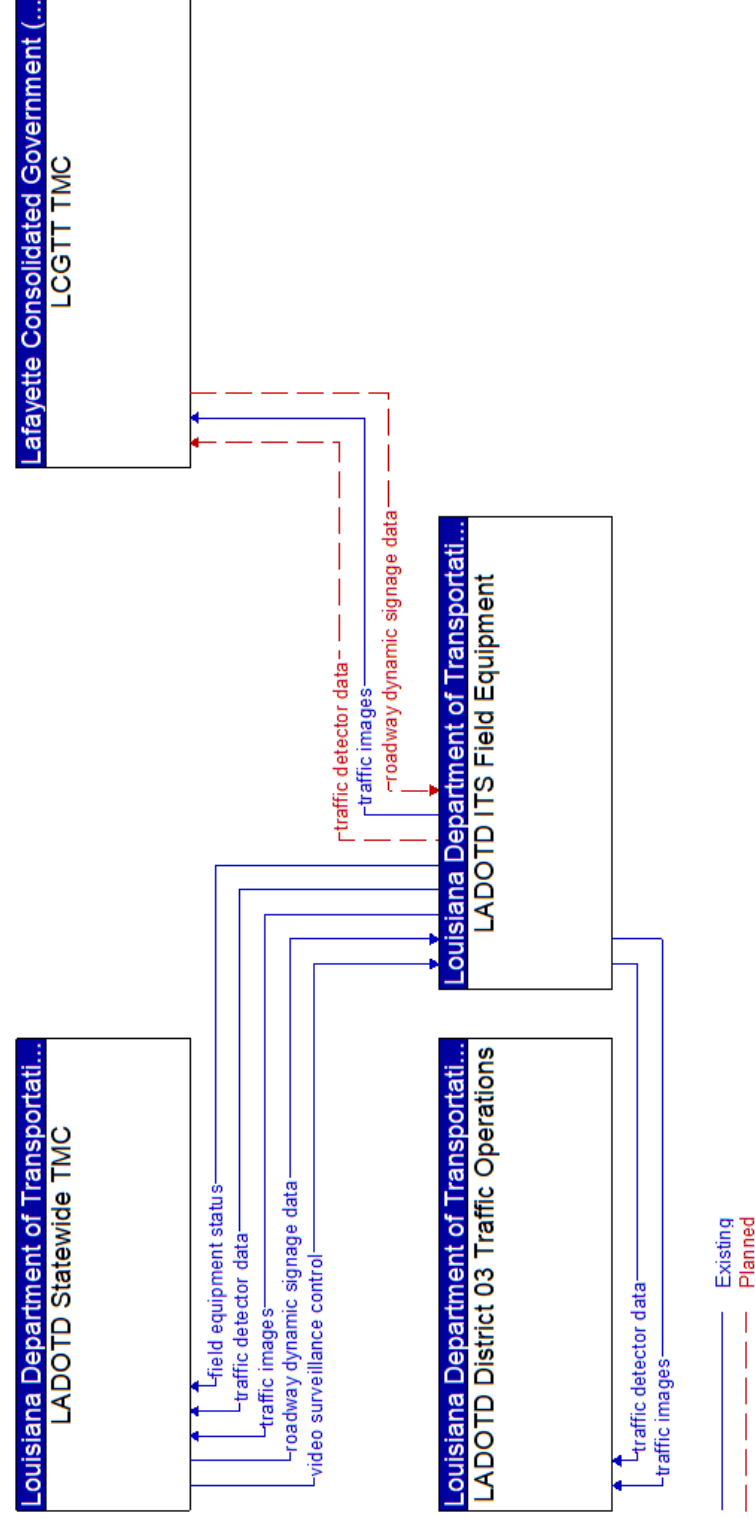 Louisiana Department of Transportati...
LADOTD Statewide TMC
Lafayette Consolidated Government (...
LCGTT TMC
field equipment status
traffic detector data
traffic images
roadway dynamic signage data
video surveillance control
traffic detector data
traffic images
roadway dynamic signage data
Louisiana Department of Transportati...
LADOTD District 03 Traffic Operations
Louisiana Department of Transportati...
LADOTD ITS Field Equipment
traffic detector data
traffic images
Existing
Planned